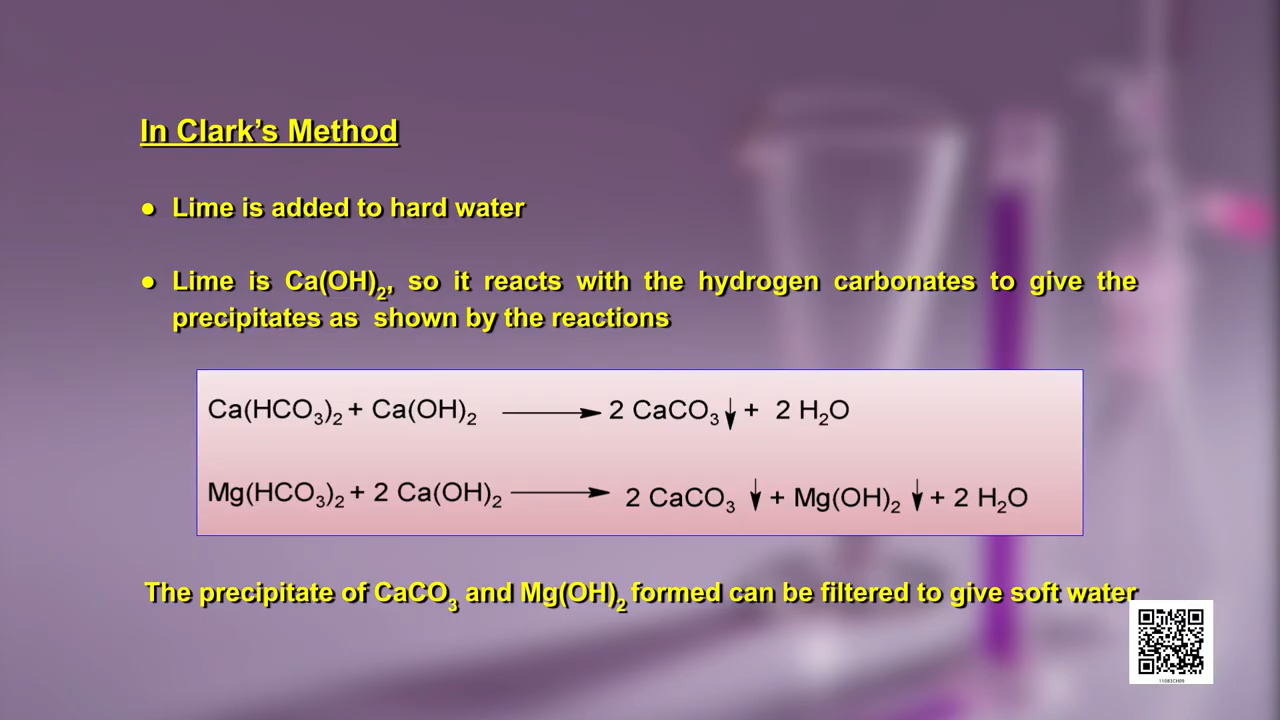 In Clark's Method
● Lime is added to hard water
● Lime is Ca(OH)₂, so it reacts with the hydrogen carbonates to give the
precipitates as shown by the reactions
Ca(HCO₃)₂ + Ca(OH)₂ ⟶ 2 CaCO₃↓ + 2 H₂O
Mg(HCO₃)₂ + 2 Ca(OH)₂ ⟶ 2 CaCO₃ ↓ + Mg(OH)₂ ↓ + 2 H₂O
The precipitate of CaCO₃ and Mg(OH)₂ formed can be filtered to give soft water
11083CH09